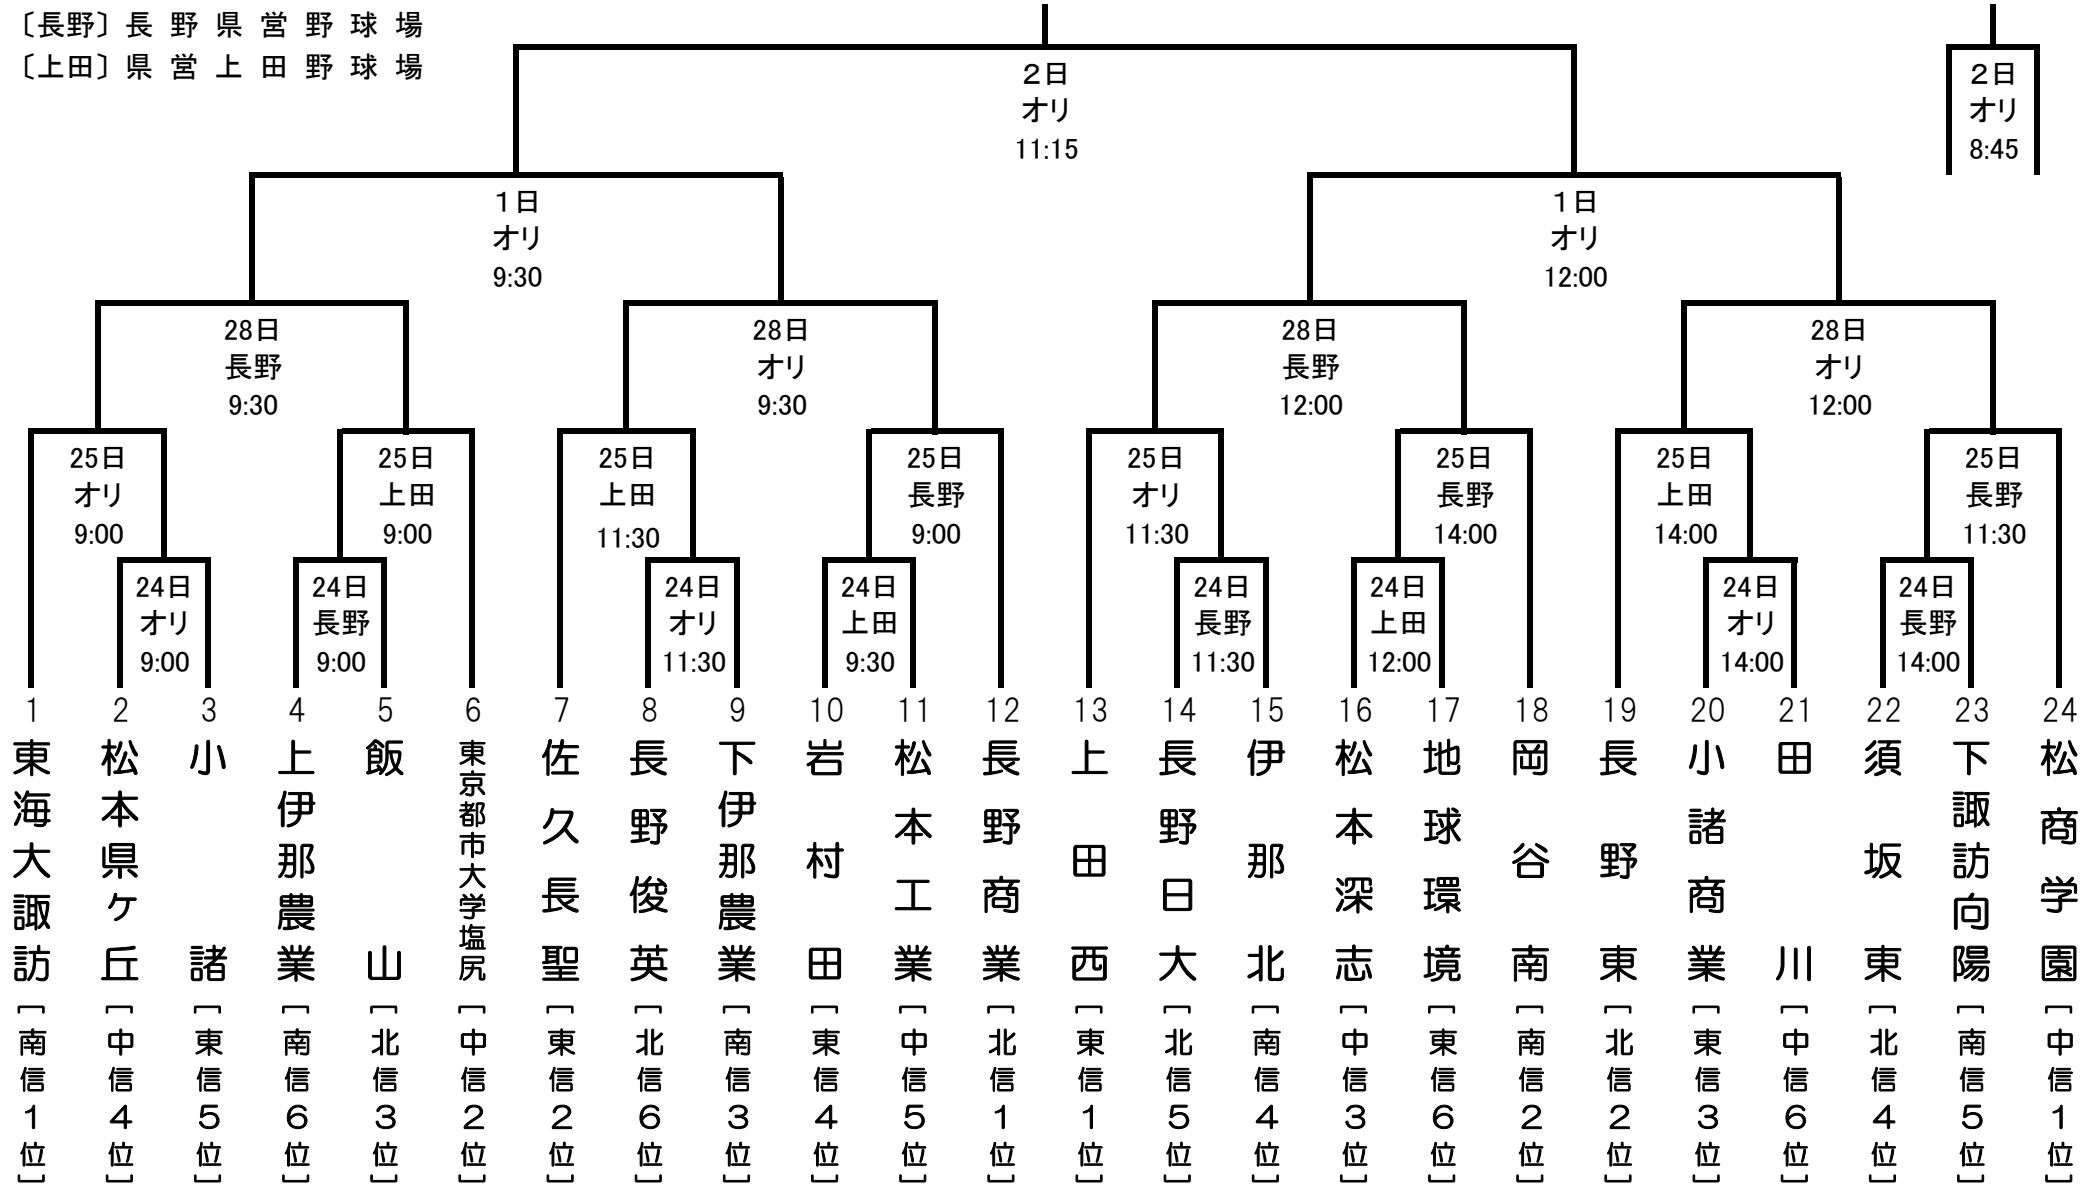 〔長野〕長野県営野球場
〔上田〕県営上田野球場
2日
オリ
11:15
2日
オリ
8:45
1日
オリ
9:30
1日
オリ
12:00
28日
長野
9:30
28日
オリ
9:30
28日
長野
12:00
28日
オリ
12:00
25日
オリ
9:00
25日
上田
9:00
25日
上田
11:30
25日
長野
9:00
25日
オリ
11:30
25日
長野
14:00
25日
上田
14:00
25日
長野
11:30
24日
オリ
9:00
24日
長野
9:00
24日
オリ
11:30
24日
上田
9:30
24日
長野
11:30
24日
上田
12:00
24日
オリ
14:00
24日
長野
14:00
1
東海大諏訪
[南信1位]
2
松本県ケ丘
[中信4位]
3
小諸
[東信5位]
4
上伊那農業
[南信6位]
5
飯山
[北信3位]
6
東京都市大学塩尻
[中信2位]
7
佐久長聖
[東信2位]
8
長野俊英
[北信6位]
9
下伊那農業
[南信3位]
10
岩村田
[東信4位]
11
松本工業
[中信5位]
12
長野商業
[北信1位]
13
上田西
[東信1位]
14
長野日大
[北信5位]
15
伊那北
[南信4位]
16
松本深志
[中信3位]
17
地球環境
[東信6位]
18
岡谷南
[南信2位]
19
長野東
[北信2位]
20
小諸商業
[東信3位]
21
田川
[中信6位]
22
須坂東
[北信4位]
23
下諏訪向陽
[南信5位]
24
松商学園
[中信1位]